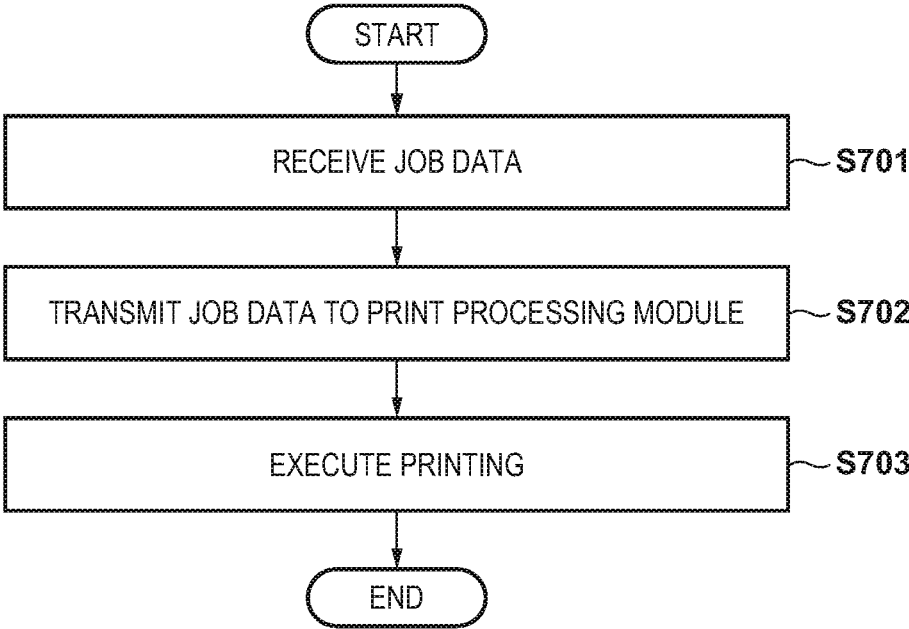 START
RECEIVE JOB DATA
S701
TRANSMIT JOB DATA TO PRINT PROCESSING MODULE
S702
EXECUTE PRINTING
S703
END